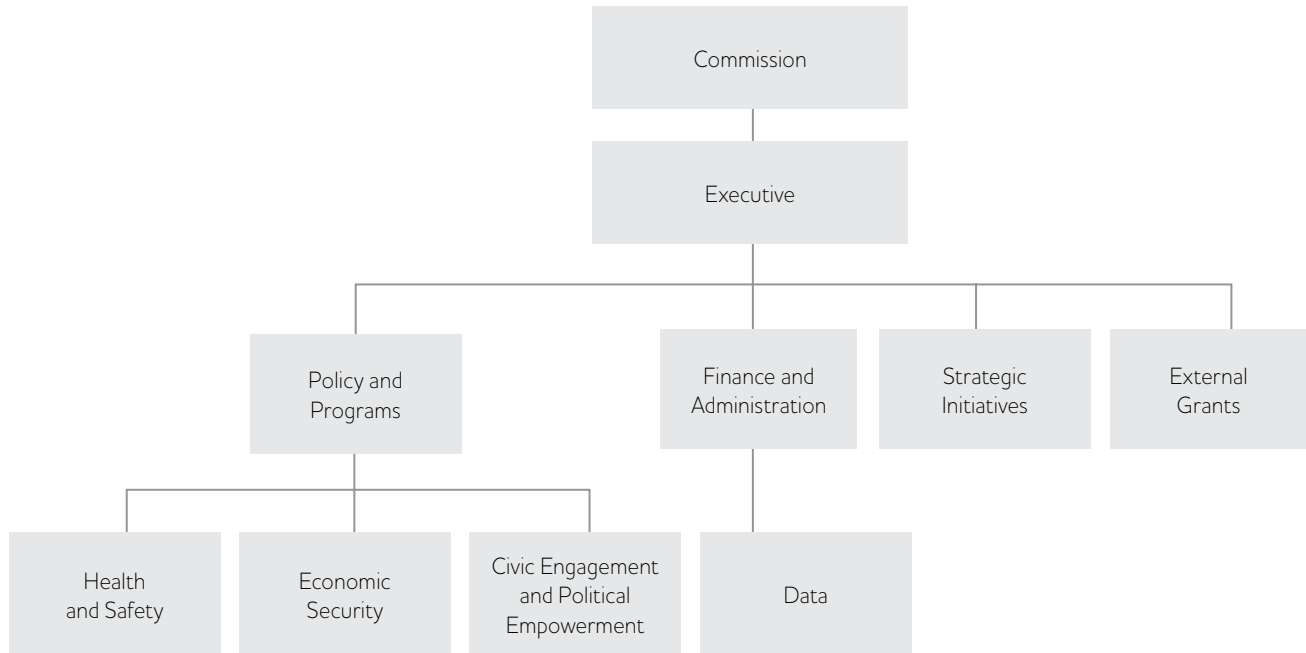 Commission
Executive
Policy and
Programs
Finance and
Administration
Strategic
Initiatives
External
Grants
Health
and Safety
Economic
Security
Civic Engagement
and Political
Empowerment
Data